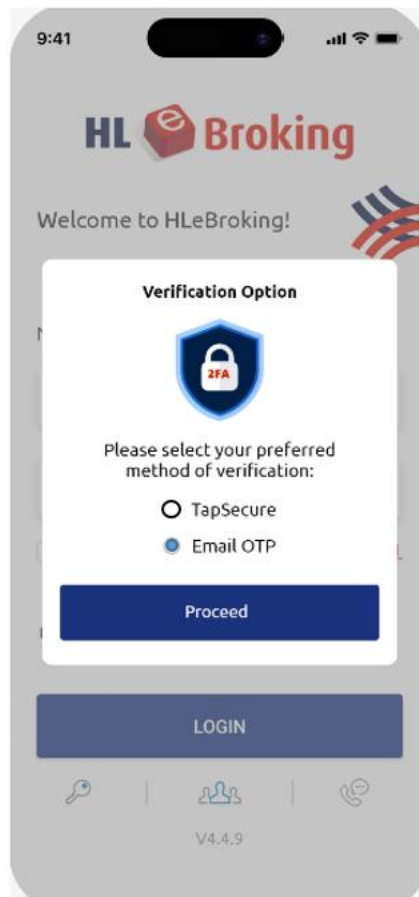 9:41
HL e Broking
Welcome to HLeBroking!
Verification Option
2FA
Please select your preferred
method of verification:
TapSecure
Email OTP
Proceed
LOGIN
V4.4.9